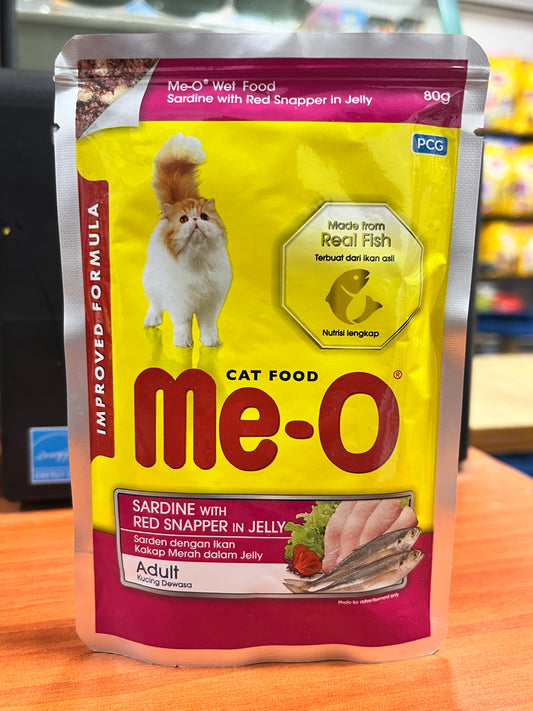 Me-O® Wet Food
Sardine with Red Snapper in Jelly
80g
PCG
IMPROVED FORMULA
Made from
Real Fish
Terbuat dari ikan asli
Nutrisi lengkap
CAT FOOD
Me-O®
SARDINE WITH
RED SNAPPER IN JELLY
Sarden dengan Ikan
Kakap Merah dalam Jelly
Adult
Kucing Dewasa
Photo for advertisement only